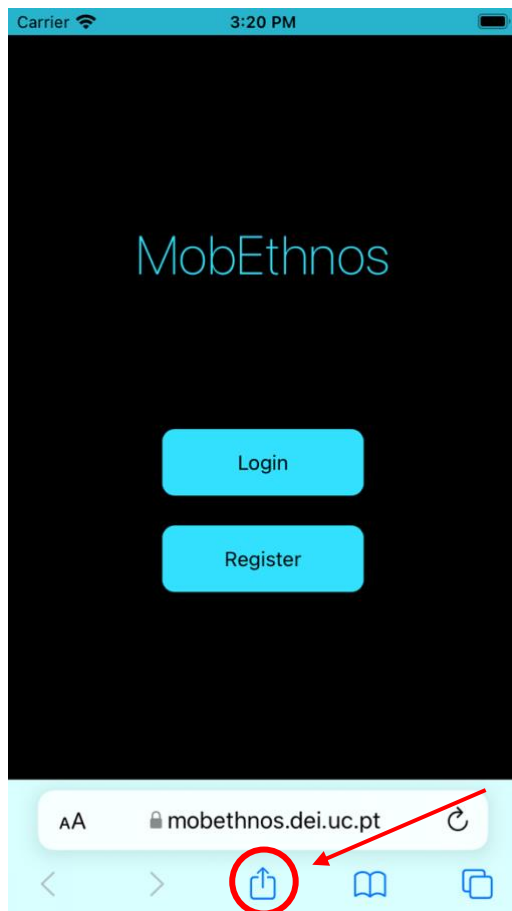 Carrier 3:20 PM
MobEthnos
Login
Register
AA mobethnos.dei.uc.pt